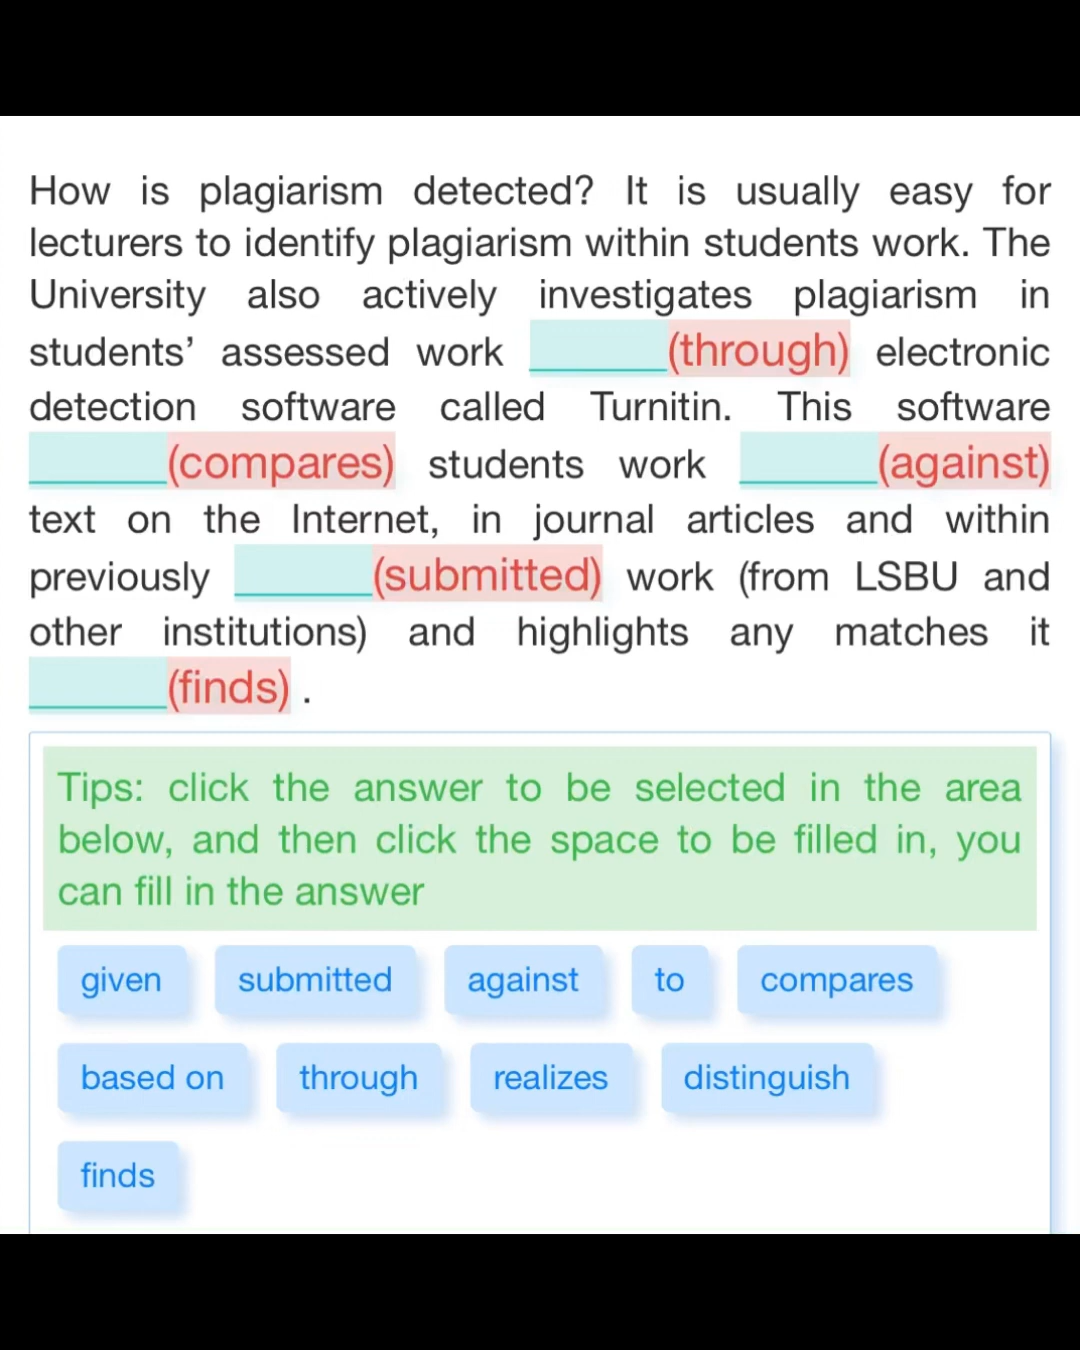 How is plagiarism detected? It is usually easy for
lecturers to identify plagiarism within students work. The
University also actively investigates plagiarism in
students’ assessed work (through) electronic
detection software called Turnitin. This software
(compares) students work (against)
text on the Internet, in journal articles and within
previously (submitted) work (from LSBU and
other institutions) and highlights any matches it
(finds) .
Tips: click the answer to be selected in the area
below, and then click the space to be filled in, you
can fill in the answer
given submitted against to compares
based on through realizes distinguish
finds